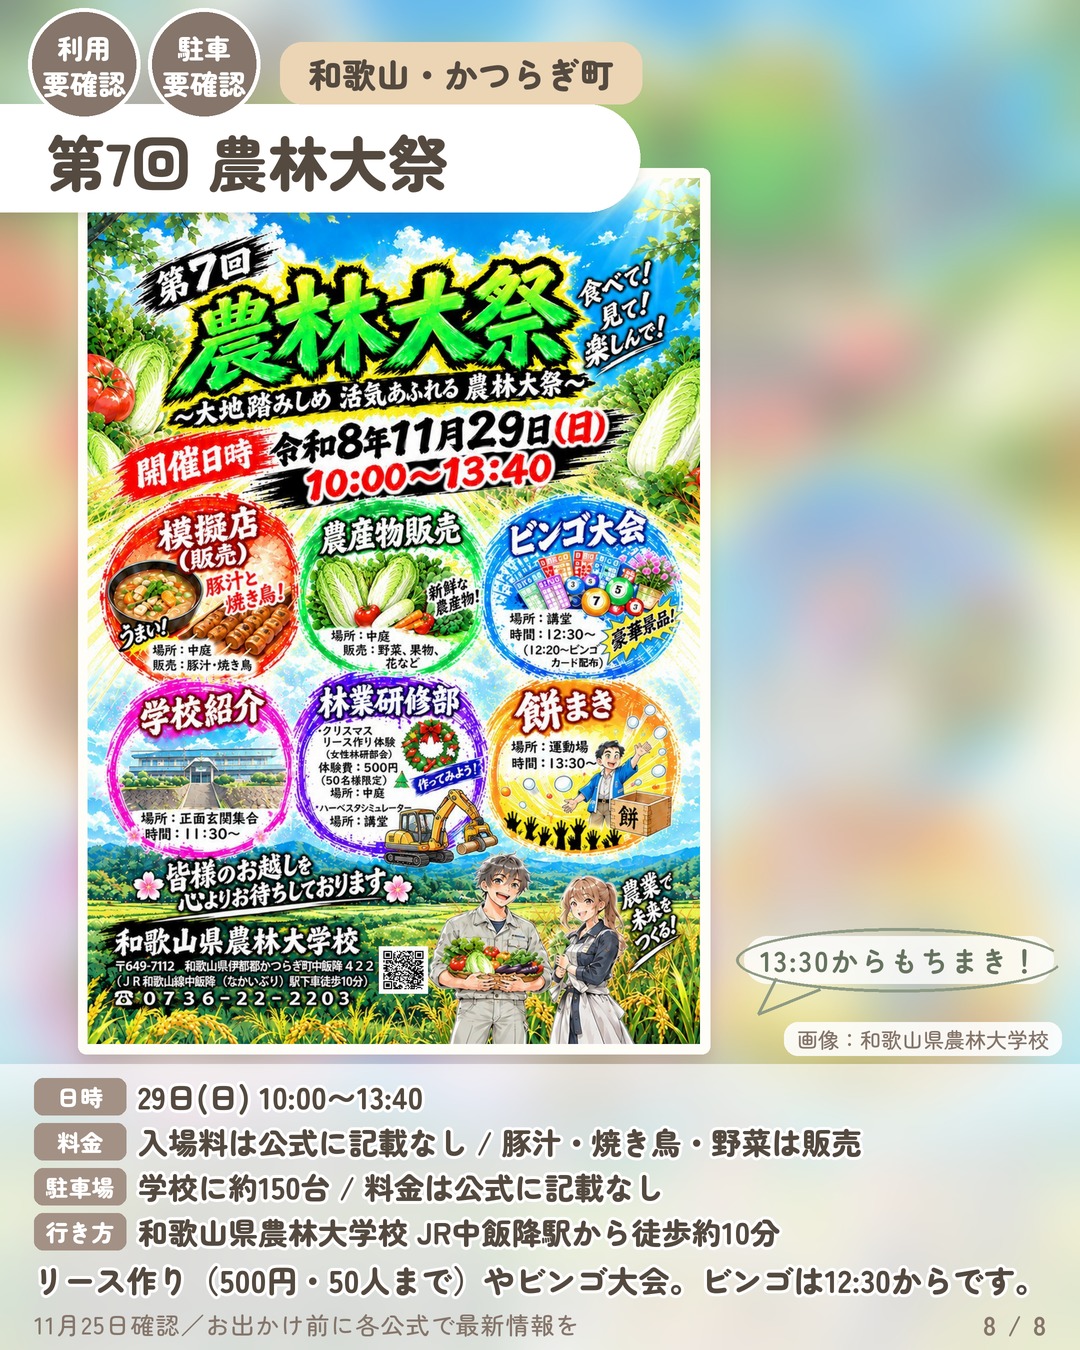 利用
要確認
駐車
要確認
和歌山・かつらぎ町
第7回 農林大祭
第7回
農林大祭
食べて!
見て!
楽しんで!
～大地踏みしめ 活気あふれる 農林大祭～
開催日時
令和8年11月29日(日)
10:00～13:40
模擬店
(販売)
豚汁と
焼き鳥!
うまい!
場所：中庭
販売：豚汁・焼き鳥
農産物販売
新鮮な
農産物!
場所：中庭
販売：野菜、果物、
花など
ビンゴ大会
場所：講堂
時間：12:30～
(12:20～ビンゴ
カード配布)
豪華景品!
学校紹介
場所：正面玄関集合
時間：11:30～
林業研修部
・クリスマス
リース作り体験
(女性林研部会)
体験費：500円
(50名様限定)
場所：中庭
作ってみよう!
・ハーベスタシミュレーター
場所：講堂
餅まき
場所：運動場
時間：13:30～
餅
皆様のお越しを
心よりお待ちしております
農業で
未来を
つくる!
和歌山県農林大学校
〒649-7112 和歌山県伊都郡かつらぎ町中飯降422
(JR和歌山線中飯降（なかいぶり）駅下車徒歩10分)
☎0736-22-2203
13:30からもちまき！
画像：和歌山県農林大学校
日時 29日(日) 10:00～13:40
料金 入場料は公式に記載なし / 豚汁・焼き鳥・野菜は販売
駐車場 学校に約150台 / 料金は公式に記載なし
行き方 和歌山県農林大学校 JR中飯降駅から徒歩約10分
リース作り（500円・50人まで）やビンゴ大会。ビンゴは12:30からです。
11月25日確認／お出かけ前に各公式で最新情報を
8 / 8